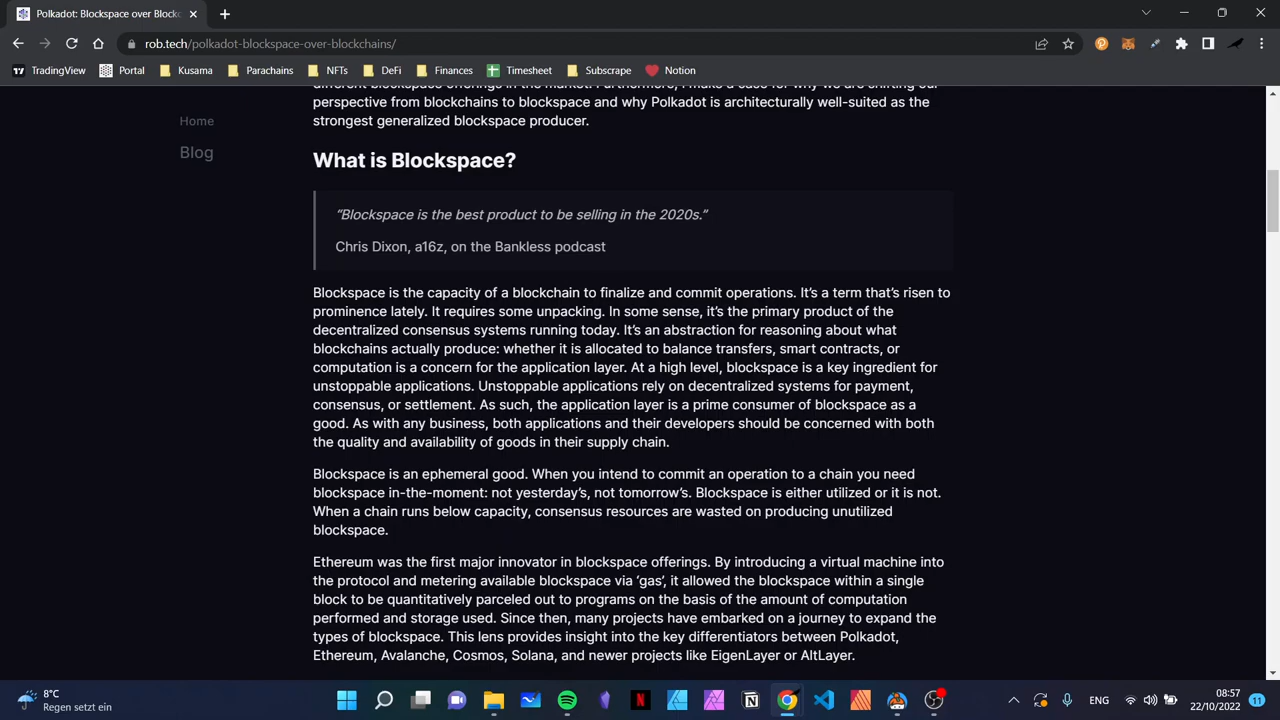 Polkadot: Blockspace over Block
rob.tech/polkadot-blockspace-over-blockchains/
TradingView
Portal
Kusama
Parachains
NFTs
DeFi
Finances
Timesheet
Subscrape
Notion
Home
Blog
different blockspace offerings in the market. Furthermore, I make a case for why we are shifting our
perspective from blockchains to blockspace and why Polkadot is architecturally well-suited as the
strongest generalized blockspace producer.
What is Blockspace?
“Blockspace is the best product to be selling in the 2020s.”
Chris Dixon, a16z, on the Bankless podcast
Blockspace is the capacity of a blockchain to finalize and commit operations. It’s a term that’s risen to
prominence lately. It requires some unpacking. In some sense, it’s the primary product of the
decentralized consensus systems running today. It’s an abstraction for reasoning about what
blockchains actually produce: whether it is allocated to balance transfers, smart contracts, or
computation is a concern for the application layer. At a high level, blockspace is a key ingredient for
unstoppable applications. Unstoppable applications rely on decentralized systems for payment,
consensus, or settlement. As such, the application layer is a prime consumer of blockspace as a
good. As with any business, both applications and their developers should be concerned with both
the quality and availability of goods in their supply chain.
Blockspace is an ephemeral good. When you intend to commit an operation to a chain you need
blockspace in-the-moment: not yesterday’s, not tomorrow’s. Blockspace is either utilized or it is not.
When a chain runs below capacity, consensus resources are wasted on producing unutilized
blockspace.
Ethereum was the first major innovator in blockspace offerings. By introducing a virtual machine into
the protocol and metering available blockspace via ‘gas’, it allowed the blockspace within a single
block to be quantitatively parceled out to programs on the basis of the amount of computation
performed and storage used. Since then, many projects have embarked on a journey to expand the
types of blockspace. This lens provides insight into the key differentiators between Polkadot,
Ethereum, Avalanche, Cosmos, Solana, and newer projects like EigenLayer or AltLayer.
8°C
Regen setzt ein
ENG
08:57
22/10/2022
11